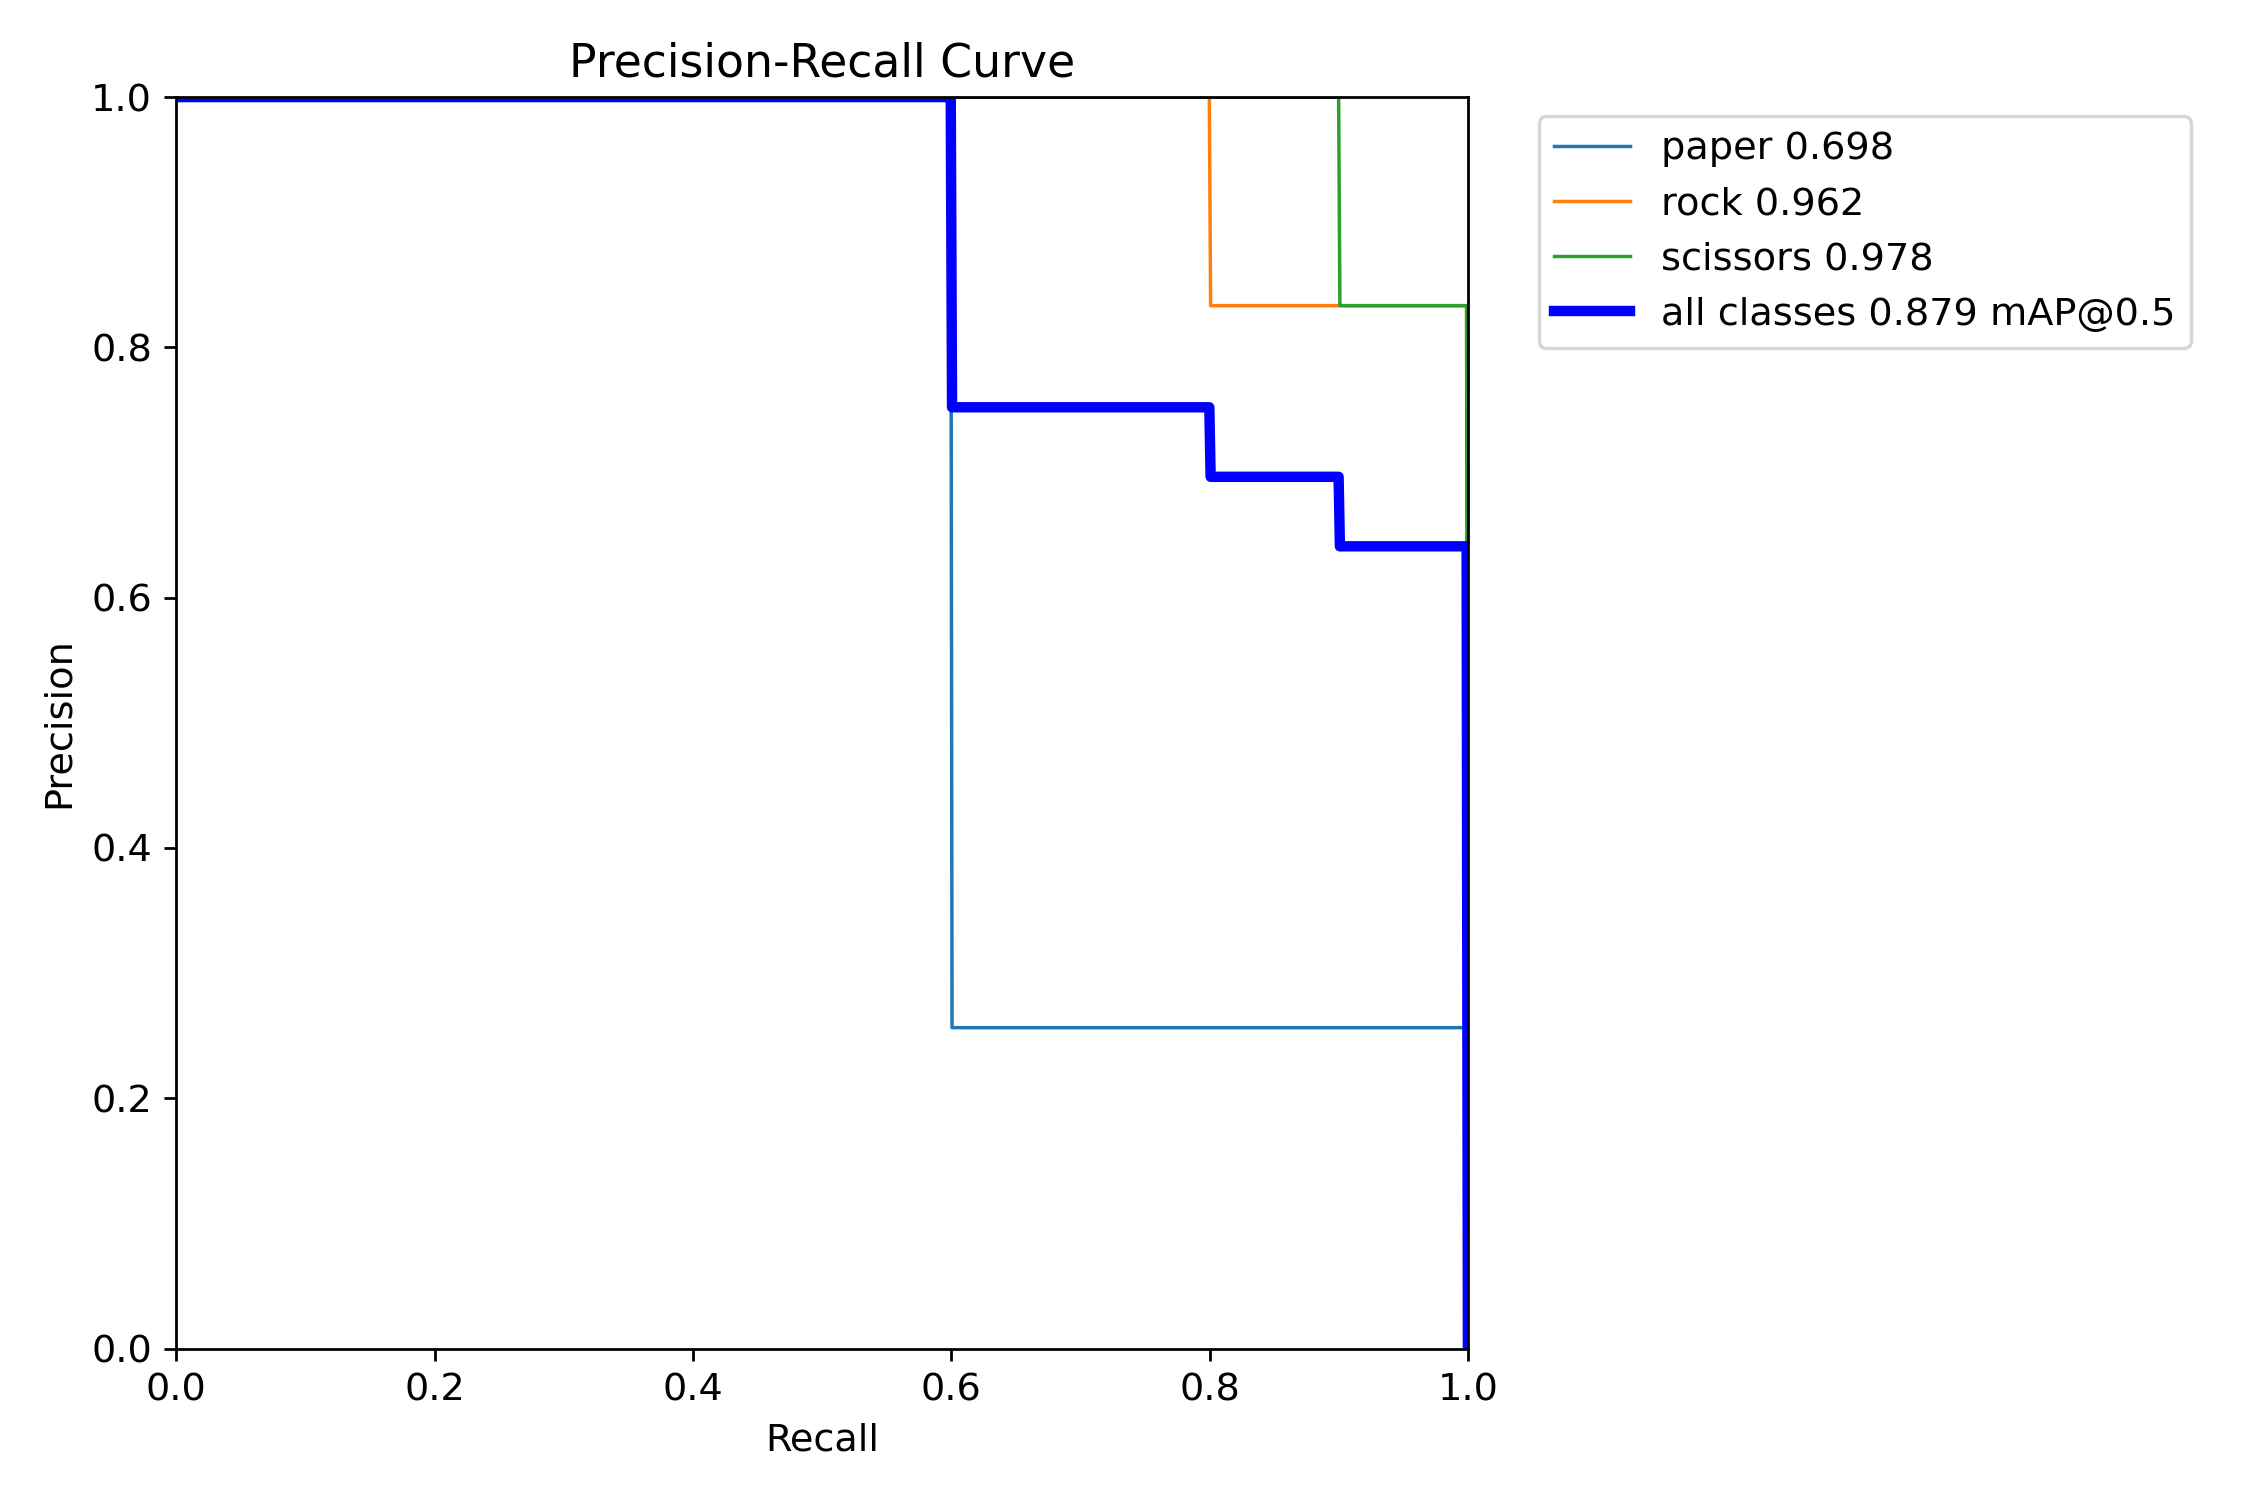 Precision-Recall Curve
paper 0.698
rock 0.962
scissors 0.978
all classes 0.879 mAP@0.5
1.0
0.8
0.6
0.4
0.2
0.0
Precision
0.0 0.2 0.4 0.6 0.8 1.0
Recall